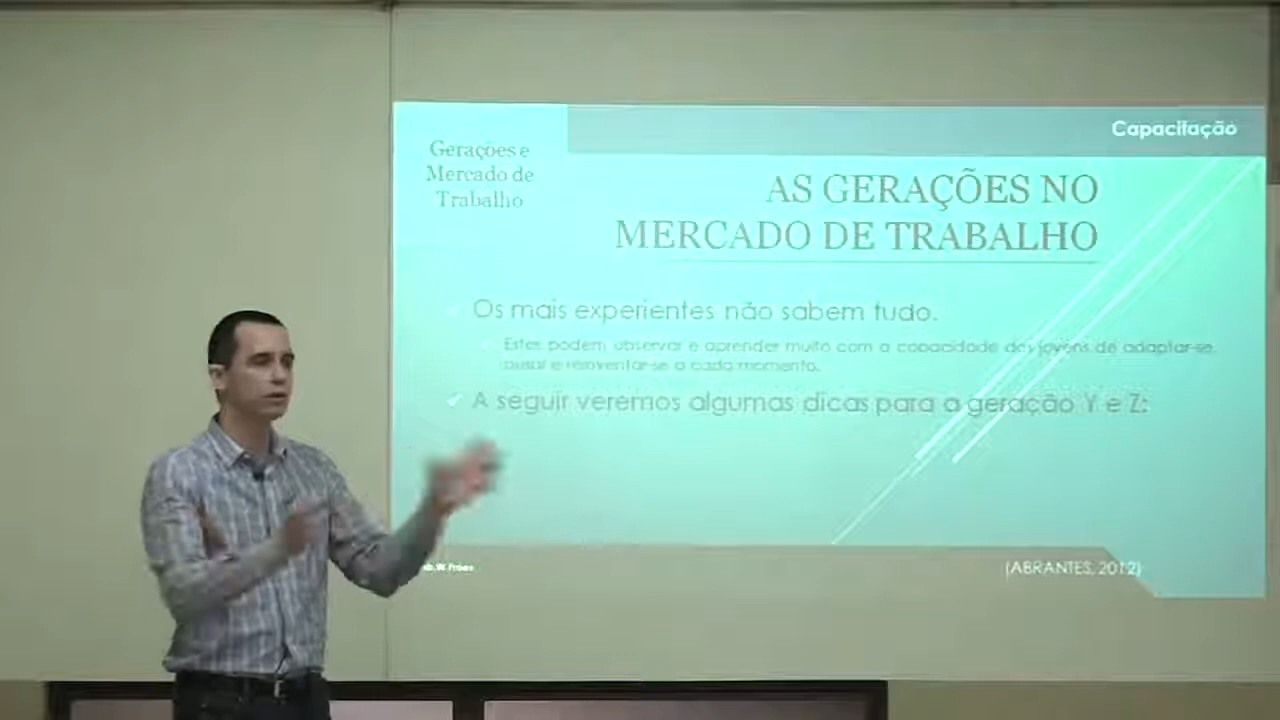 Capacitação
Gerações e
Mercado de
Trabalho
AS GERAÇÕES NO
MERCADO DE TRABALHO
Os mais experientes não sabem tudo.
Estes podem observar e aprender muito com a capacidade dos jovens de adaptar-se,
ousar e reinventar-se a cada momento.
A seguir veremos algumas dicas para a geração Y e Z:
(ABRANTES, 2012)